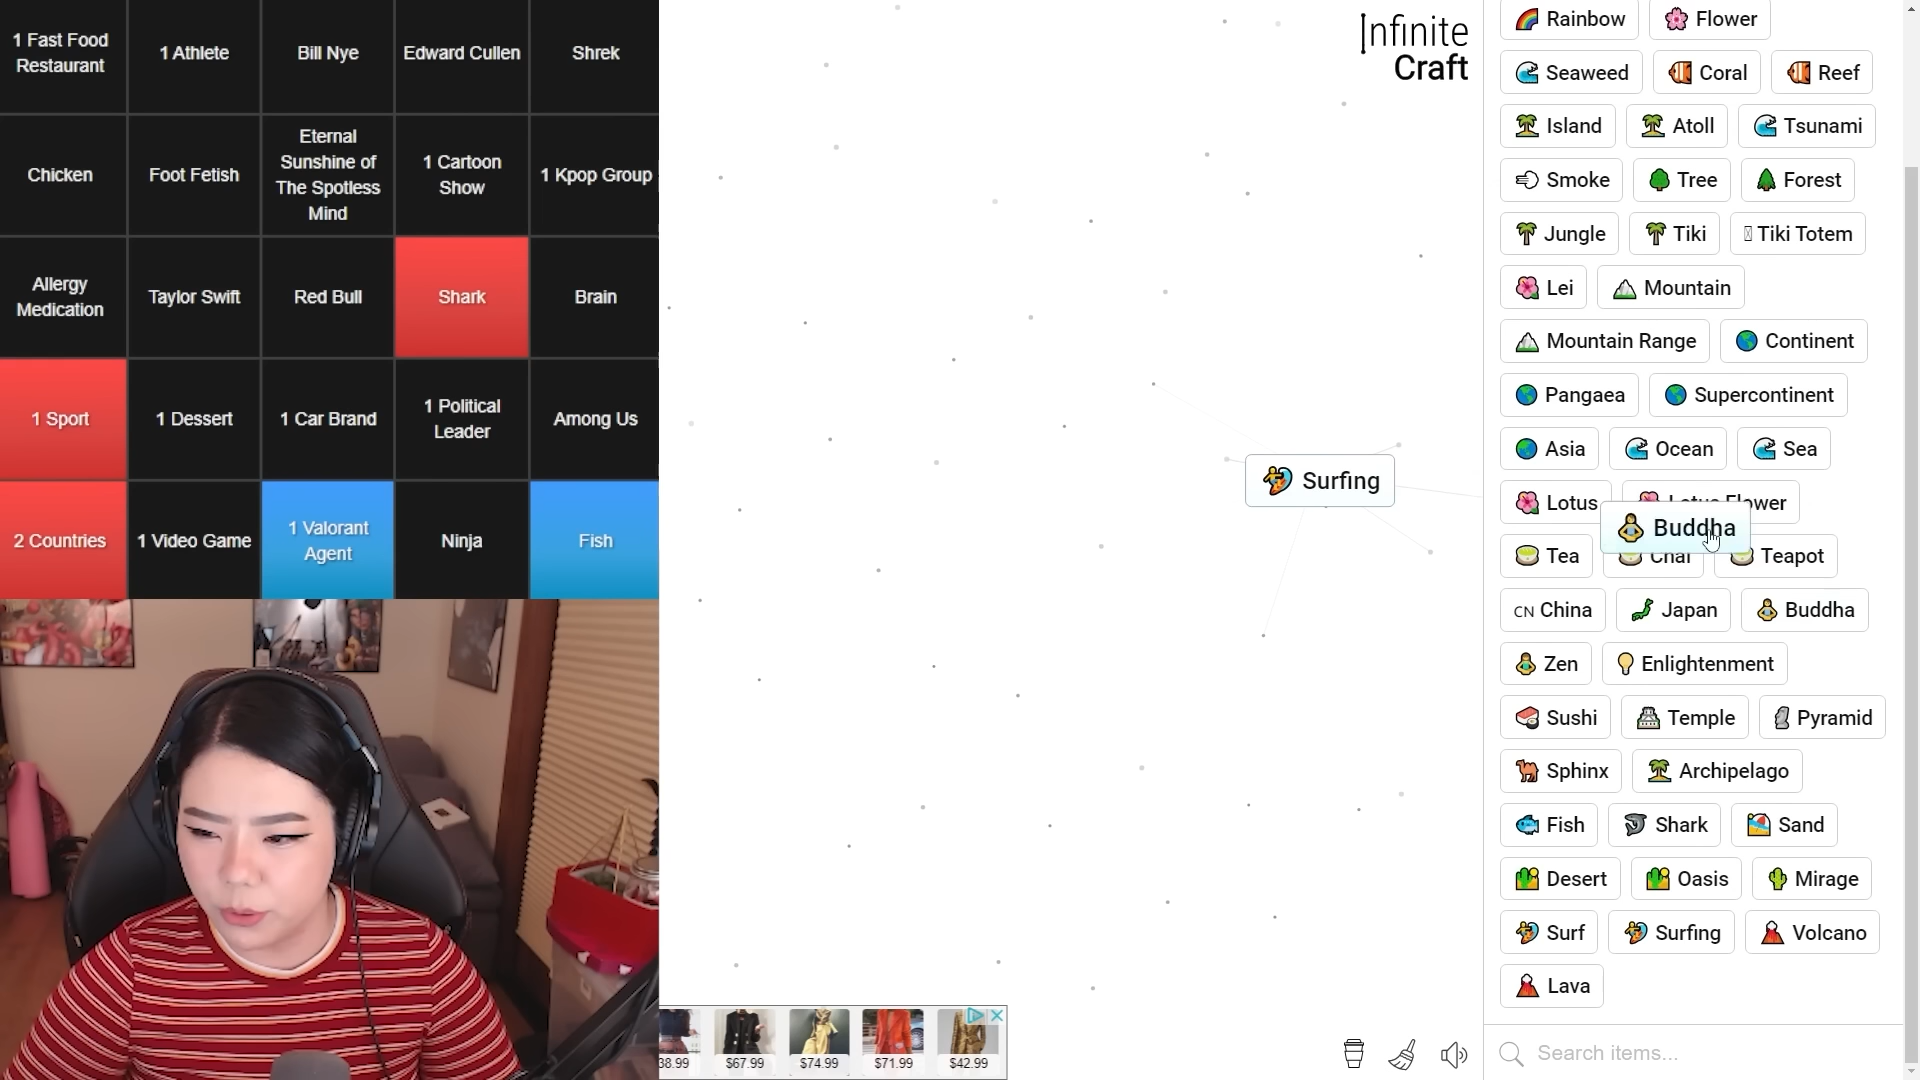 1 Fast Food
Restaurant
1 Athlete
Bill Nye
Edward Cullen
Shrek
Chicken
Foot Fetish
Eternal
Sunshine of
The Spotless
Mind
1 Cartoon
Show
1 Kpop Group
Allergy
Medication
Taylor Swift
Red Bull
Shark
Brain
1 Sport
1 Dessert
1 Car Brand
1 Political
Leader
Among Us
2 Countries
1 Video Game
1 Valorant
Agent
Ninja
Fish
Infinite
Craft
Surfing
Rainbow Flower
Seaweed Coral Reef
Island Atoll Tsunami
Smoke Tree Forest
Jungle Tiki Tiki Totem
Lei Mountain
Mountain Range Continent
Pangaea Supercontinent
Asia Ocean Sea
Lotus Lotus Flower
Buddha
Tea Chai Teapot
CN China Japan Buddha
Zen Enlightenment
Sushi Temple Pyramid
Sphinx Archipelago
Fish Shark Sand
Desert Oasis Mirage
Surf Surfing Volcano
Lava
Search items...
38.99 $67.99 $74.99 $71.99 $42.99